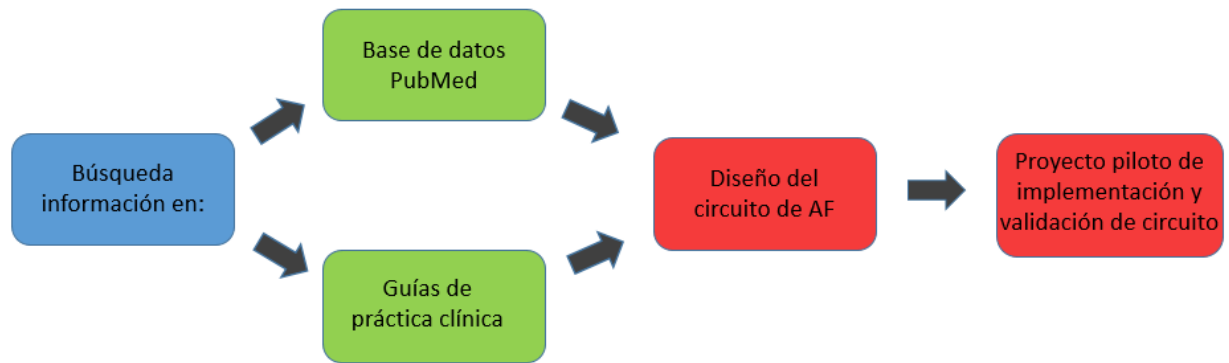 Base de datos
PubMed
Búsqueda
información en:
Diseño del
circuito de AF
Proyecto piloto de
implementación y
validación de circuito
Guías de
práctica clínica